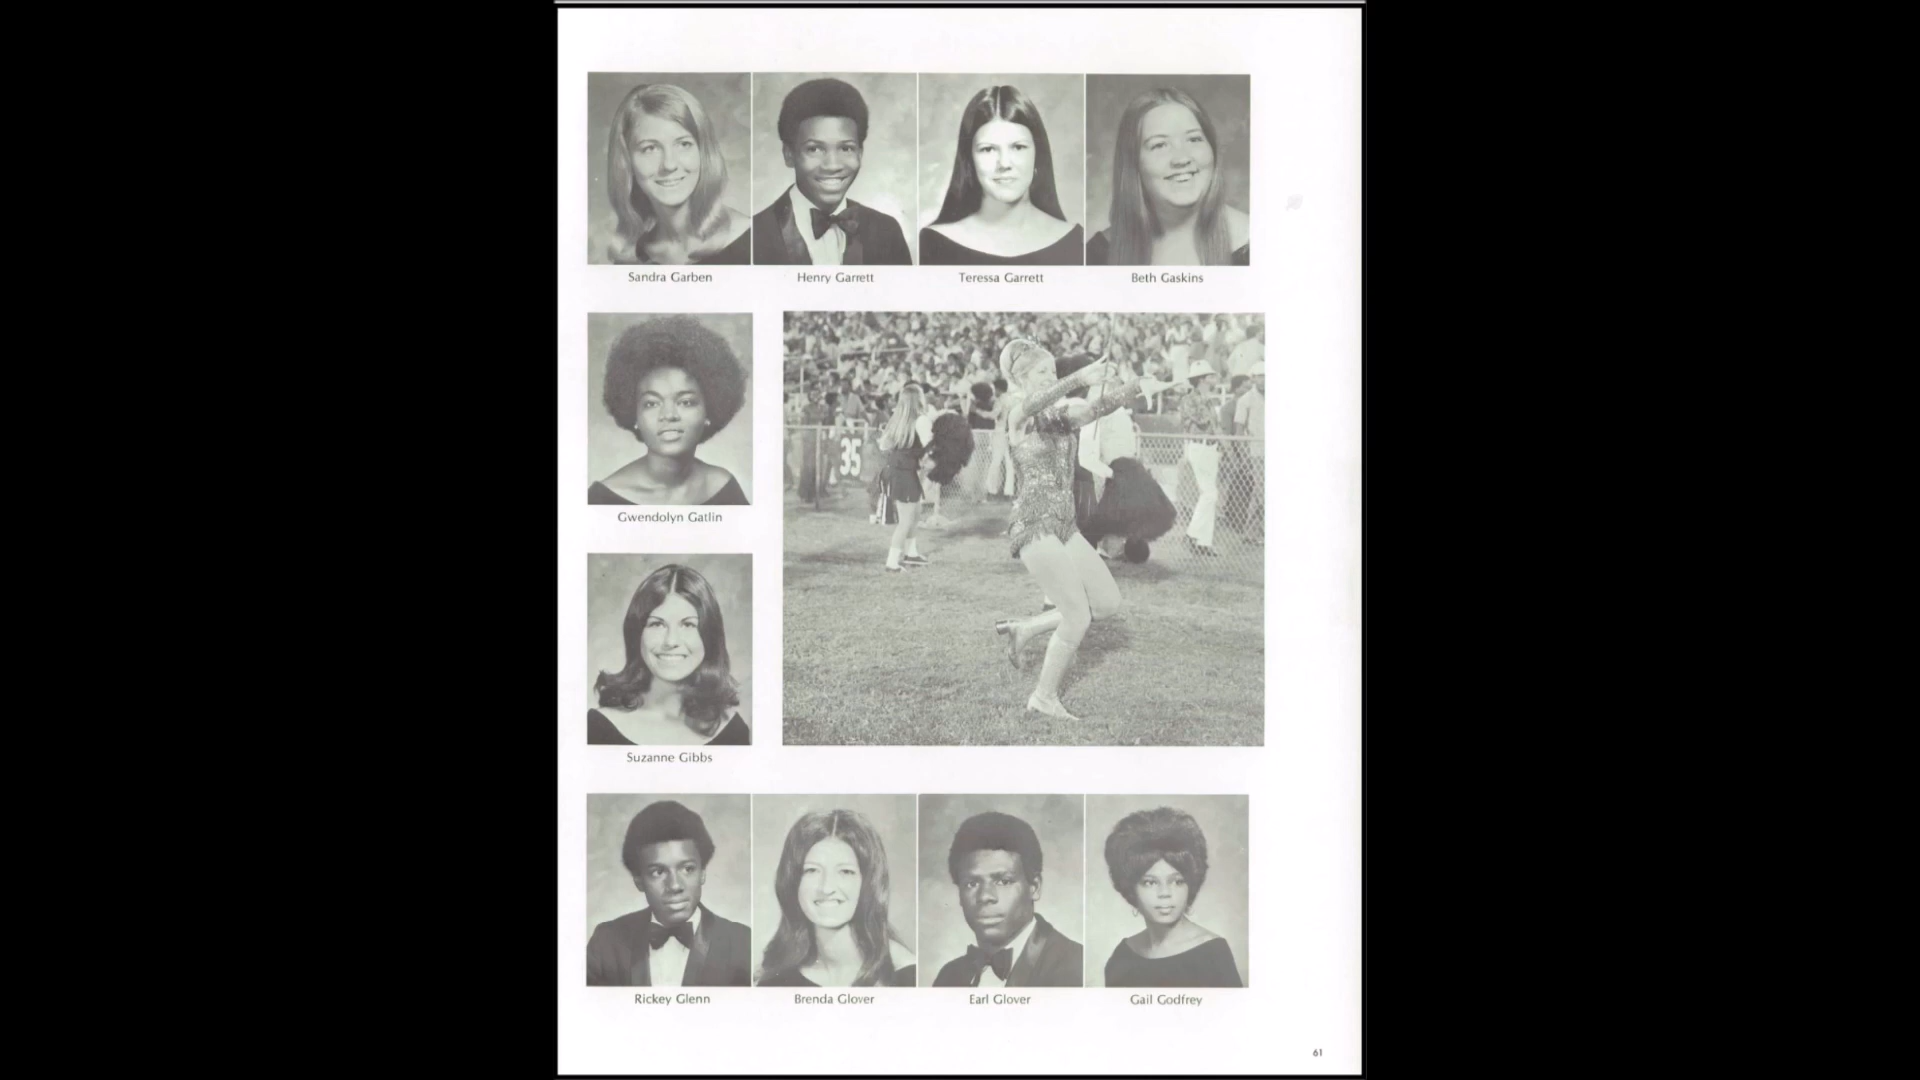 Sandra Garben
Henry Garrett
Teressa Garrett
Beth Gaskins
35
Gwendolyn Gatlin
Suzanne Gibbs
Rickey Glenn
Brenda Glover
Earl Glover
Gail Godfrey
61